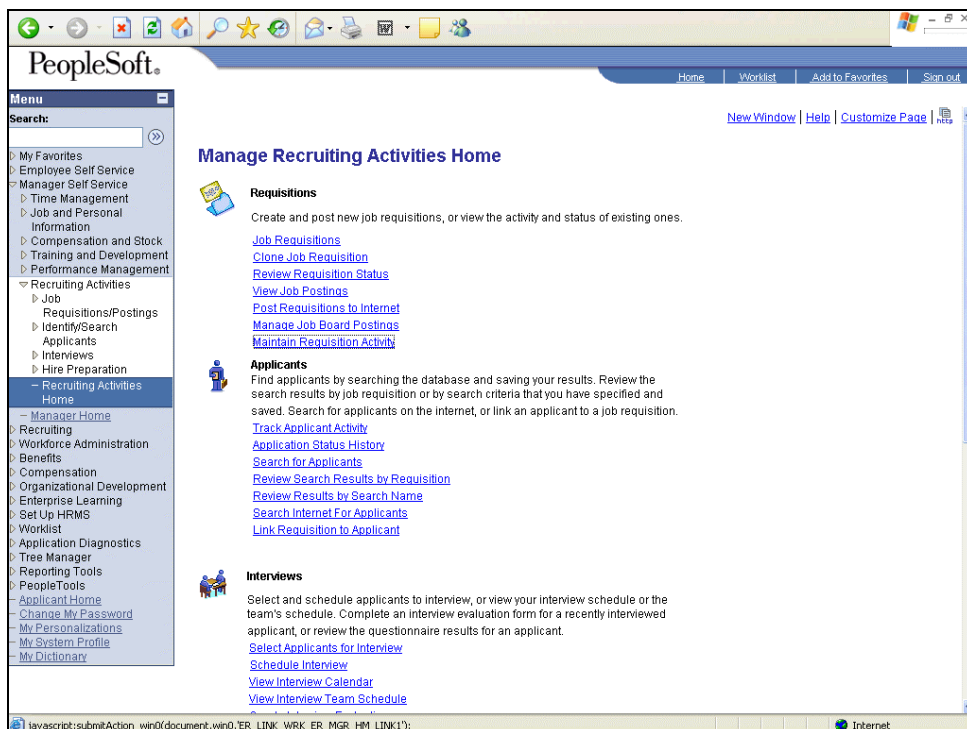 PeopleSoft®
Home
Worklist
Add to Favorites
Sign out
Menu
Search:
My Favorites
Employee Self Service
Manager Self Service
Time Management
Job and Personal
Information
Compensation and Stock
Training and Development
Performance Management
Recruiting Activities
Job
Requisitions/Postings
Identify/Search
Applicants
Interviews
Hire Preparation
Recruiting Activities
Home
Manager Home
Recruiting
Workforce Administration
Benefits
Compensation
Organizational Development
Enterprise Learning
Set Up HRMS
Worklist
Application Diagnostics
Tree Manager
Reporting Tools
PeopleTools
Applicant Home
Change My Password
My Personalizations
My System Profile
My Dictionary
New Window | Help | Customize Page | http
Manage Recruiting Activities Home
Requisitions
Create and post new job requisitions, or view the activity and status of existing ones.
Job Requisitions
Clone Job Requisition
Review Requisition Status
View Job Postings
Post Requisitions to Internet
Manage Job Board Postings
Maintain Requisition Activity
Applicants
Find applicants by searching the database and saving your results. Review the
search results by job requisition or by search criteria that you have specified and
saved. Search for applicants on the internet, or link an applicant to a job requisition.
Track Applicant Activity
Application Status History
Search for Applicants
Review Search Results by Requisition
Review Results by Search Name
Search Internet For Applicants
Link Requisition to Applicant
Interviews
Select and schedule applicants to interview, or view your interview schedule or the
team's schedule. Complete an interview evaluation form for a recently interviewed
applicant, or review the questionnaire results for an applicant.
Select Applicants for Interview
Schedule Interview
View Interview Calendar
View Interview Team Schedule
javascript:submitAction_win0(document.win0,'ER_LINK_WRK_ER_MGR_HM_LINK1');
Internet